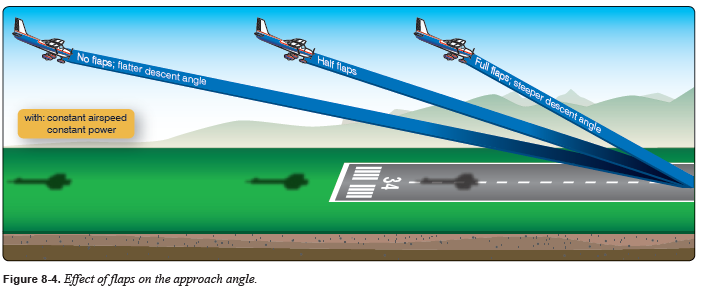 No flaps; flatter descent angle
Half flaps
Full flaps; steeper descent angle
with: constant airspeed
constant power
34
Figure 8-4. Effect of flaps on the approach angle.